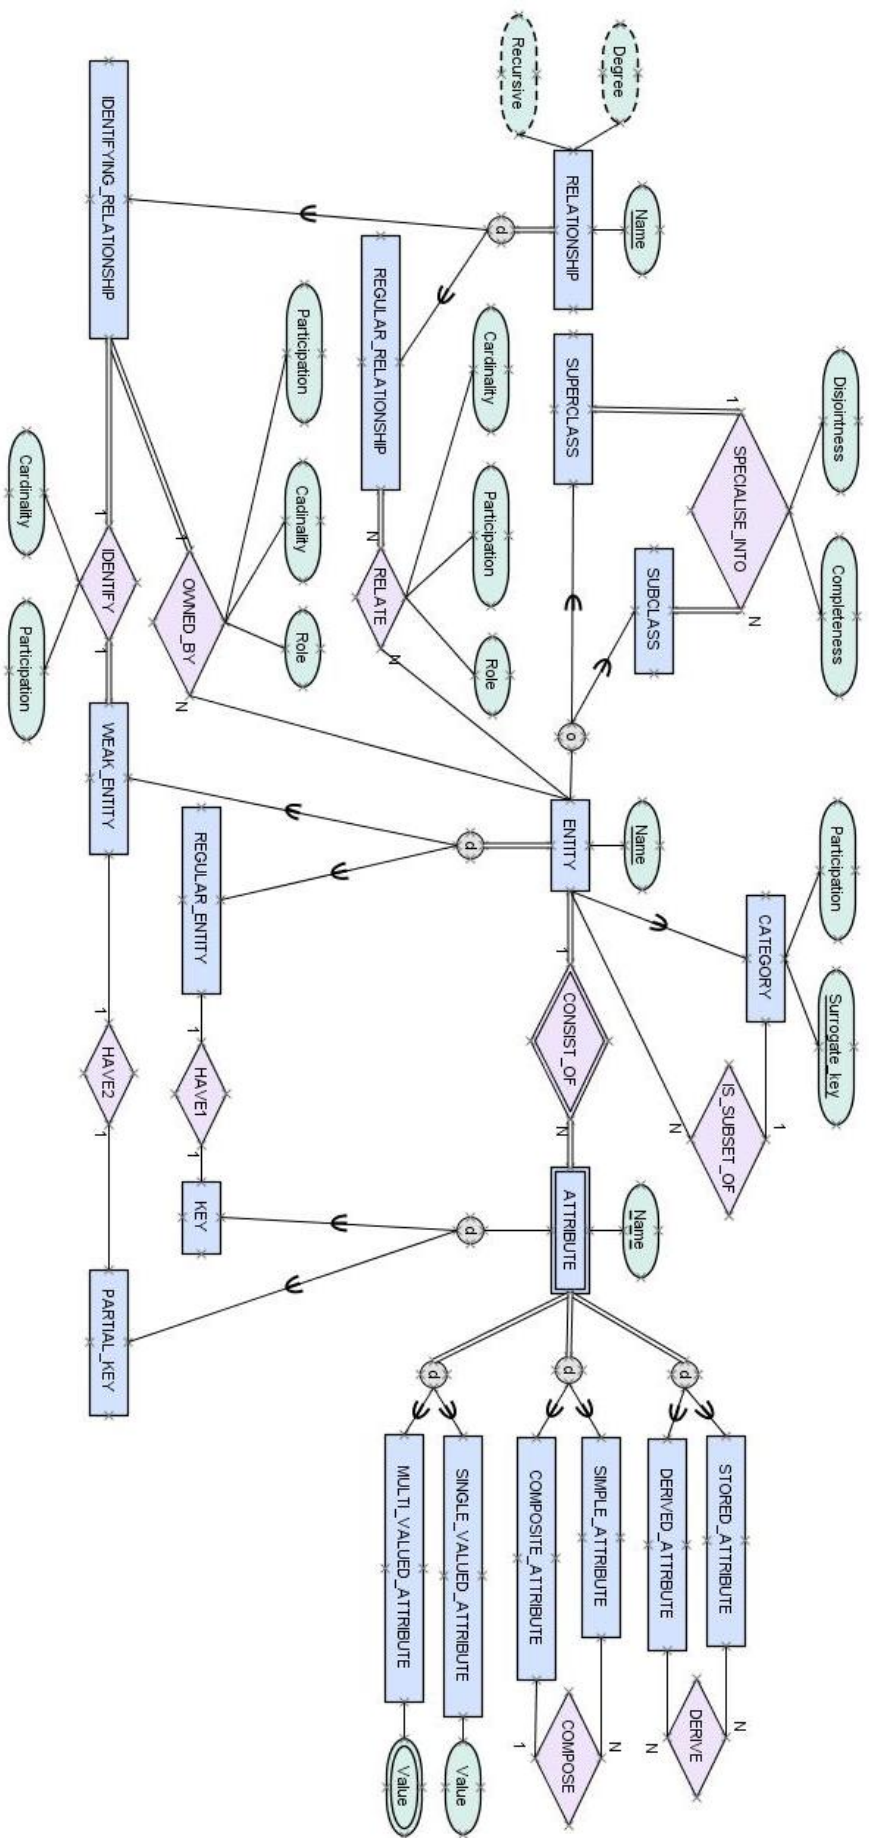 Disjointness
Completeness
Participation
Surrogate_key
1
SPECIALISE_INTO
N
CATEGORY
1
IS_SUBSET_OF
N
Degree
Name
SUBCLASS
Name
Name
d
STORED_ATTRIBUTE
N
DERIVED_ATTRBUTE
DERIVE
N
Recursive
RELATIONSHIP
SUPERCLASS
o
ENTITY
1
CONSIST_OF
N
ATTRIBUTE
d
SIMPLE_ATTRIBUTE
N
COMPOSITE_ATTRIBUTE
COMPOSE
1
d
Cardinality
Participation
Role
d
d
d
SINGLE_VALUED_ATTRIBUTE
Value
MULTI_VALUED_ATTRIBUTE
Value
REGULAR_RELATIONSHIP
N
RELATE
N
Participation
Cadinality
Role
REGULAR_ENTITY
1
HAVE1
1
KEY
1
OWNED_BY
N
IDENTIFYING_RELATIONSHIP
1
IDENTIFY
1
WEAK_ENTITY
1
HAVE2
1
PARTIAL_KEY
Cardinality
Participation